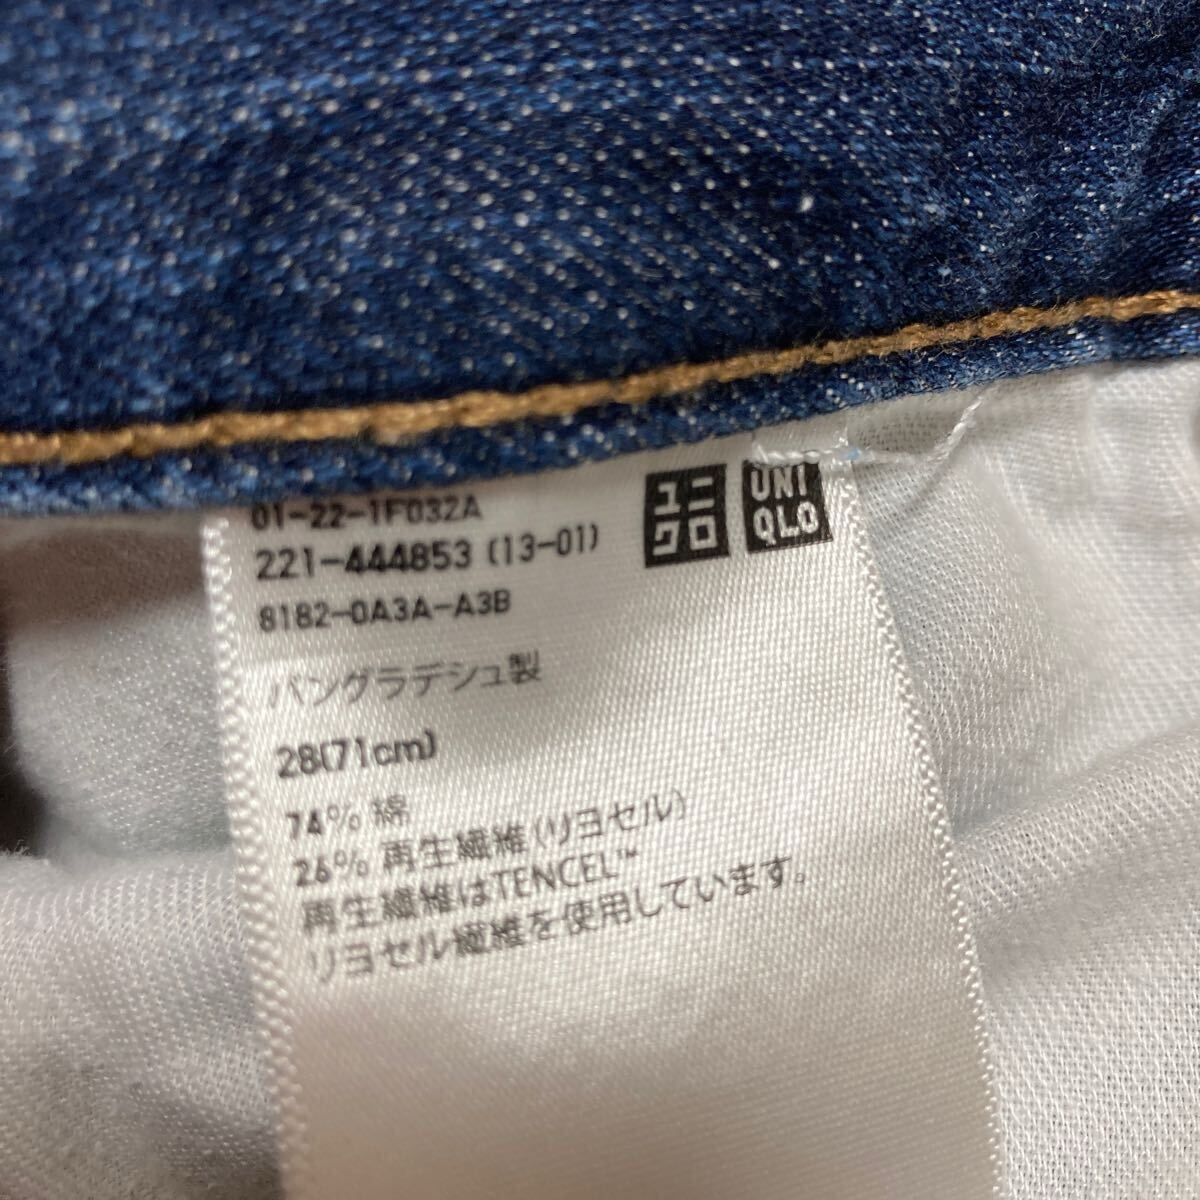 ユニ
クロ
UNI
QLO
01-22-1F032A
221-444853 (13-01)
8182-0A3A-A3B
バングラデシュ製
28(71cm)
74% 綿
26% 再生繊維(リヨセル)
再生繊維はTENCEL™
リヨセル繊維を使用しています。